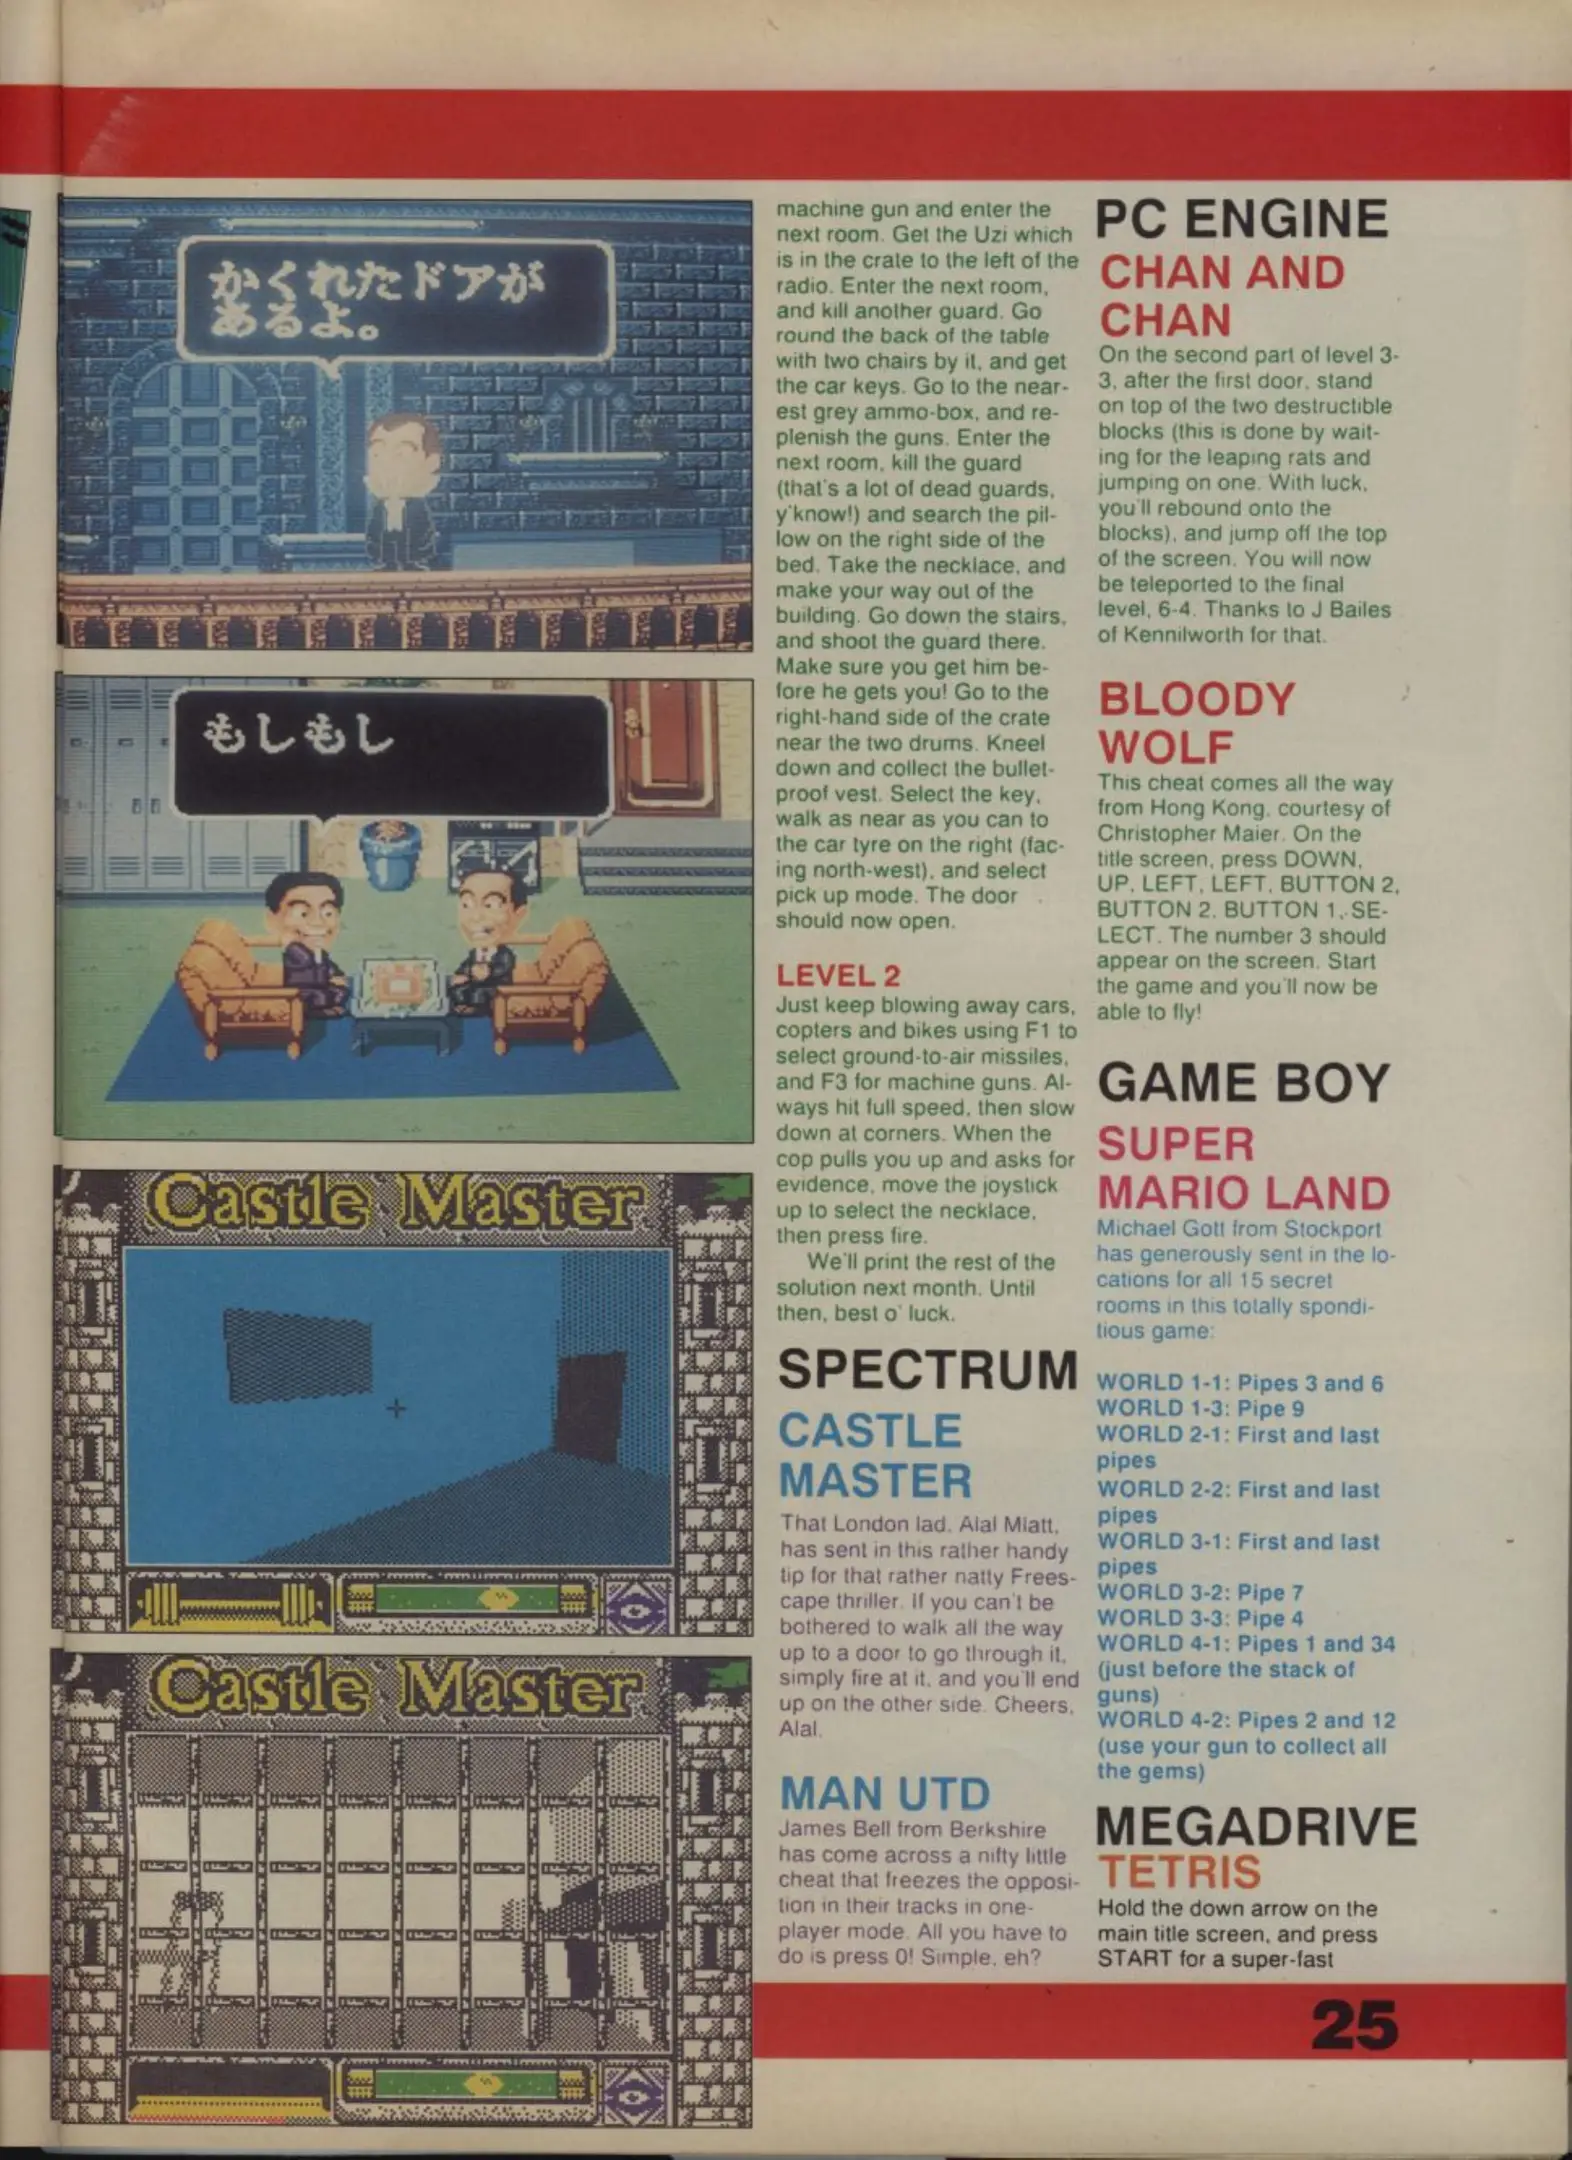 かくれたドアが
あるよ。
もしもし
Castle Master
Castle Master
machine gun and enter the
next room. Get the Uzi which
is in the crate to the left of the
radio. Enter the next room,
and kill another guard. Go
round the back of the table
with two chairs by it, and get
the car keys. Go to the near-
est grey ammo-box, and re-
plenish the guns. Enter the
next room, kill the guard
(that's a lot of dead guards,
y'know!) and search the pil-
low on the right side of the
bed. Take the necklace, and
make your way out of the
building. Go down the stairs,
and shoot the guard there.
Make sure you get him be-
fore he gets you! Go to the
right-hand side of the crate
near the two drums. Kneel
down and collect the bullet-
proof vest. Select the key,
walk as near as you can to
the car tyre on the right (fac-
ing north-west), and select
pick up mode. The door
should now open.
LEVEL 2
Just keep blowing away cars,
copters and bikes using F1 to
select ground-to-air missiles,
and F3 for machine guns. Al-
ways hit full speed, then slow
down at corners. When the
cop pulls you up and asks for
evidence, move the joystick
up to select the necklace,
then press fire.
We'll print the rest of the
solution next month. Until
then, best o' luck.
SPECTRUM
CASTLE
MASTER
That London lad, Alal Miatt,
has sent in this rather handy
tip for that rather natty Frees-
cape thriller. If you can't be
bothered to walk all the way
up to a door to go through it,
simply fire at it, and you'll end
up on the other side. Cheers,
Alal.
MAN UTD
James Bell from Berkshire
has come across a nifty little
cheat that freezes the opposi-
tion in their tracks in one-
player mode. All you have to
do is press 0! Simple, eh?
PC ENGINE
CHAN AND
CHAN
On the second part of level 3-
3, after the first door, stand
on top of the two destructible
blocks (this is done by wait-
ing for the leaping rats and
jumping on one. With luck,
you'll rebound onto the
blocks), and jump off the top
of the screen. You will now
be teleported to the final
level, 6-4. Thanks to J Bailes
of Kennilworth for that.
BLOODY
WOLF
This cheat comes all the way
from Hong Kong, courtesy of
Christopher Maier. On the
title screen, press DOWN,
UP, LEFT, LEFT, BUTTON 2,
BUTTON 2, BUTTON 1, SE-
LECT. The number 3 should
appear on the screen. Start
the game and you'll now be
able to fly!
GAME BOY
SUPER
MARIO LAND
Michael Gott from Stockport
has generously sent in the lo-
cations for all 15 secret
rooms in this totally spondi-
tious game:
WORLD 1-1: Pipes 3 and 6
WORLD 1-3: Pipe 9
WORLD 2-1: First and last
pipes
WORLD 2-2: First and last
pipes
WORLD 3-1: First and last
pipes
WORLD 3-2: Pipe 7
WORLD 3-3: Pipe 4
WORLD 4-1: Pipes 1 and 34
(just before the stack of
guns)
WORLD 4-2: Pipes 2 and 12
(use your gun to collect all
the gems)
MEGADRIVE
TETRIS
Hold the down arrow on the
main title screen, and press
START for a super-fast
25